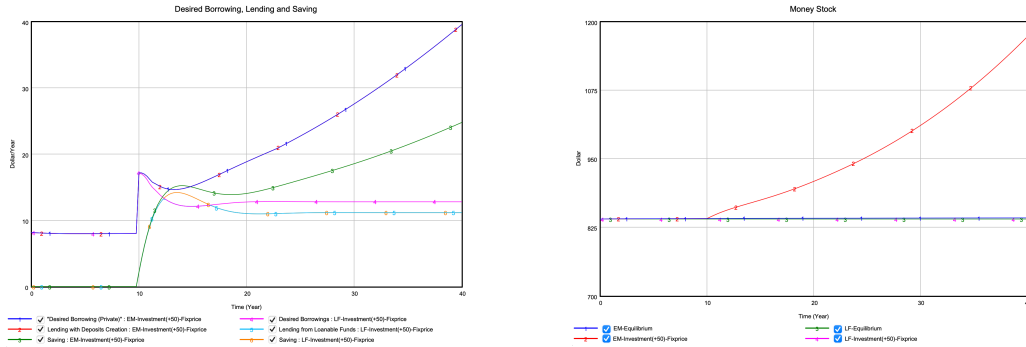 Desired Borrowing, Lending and Saving
40
30
20
10
0
Dollar/Year
0 10 20 30 40
Time (Year)
"Desired Borrowing (Private)" : EM-Investment(+50)-Fixprice
Lending with Deposits Creation : EM-Investment(+50)-Fixprice
Saving : EM-Investment(+50)-Fixprice
Desired Borrowings : LF-Investment(+50)-Fixprice
Lending from Loanable Funds : LF-Investment(+50)-Fixprice
Saving : LF-Investment(+50)-Fixprice
Money Stock
1200
1075
950
825
700
Dollar
0 10 20 30 40
Time (Year)
EM-Equilibrium
EM-Investment(+50)-Fixprice
LF-Equilibrium
LF-Investment(+50)-Fixprice